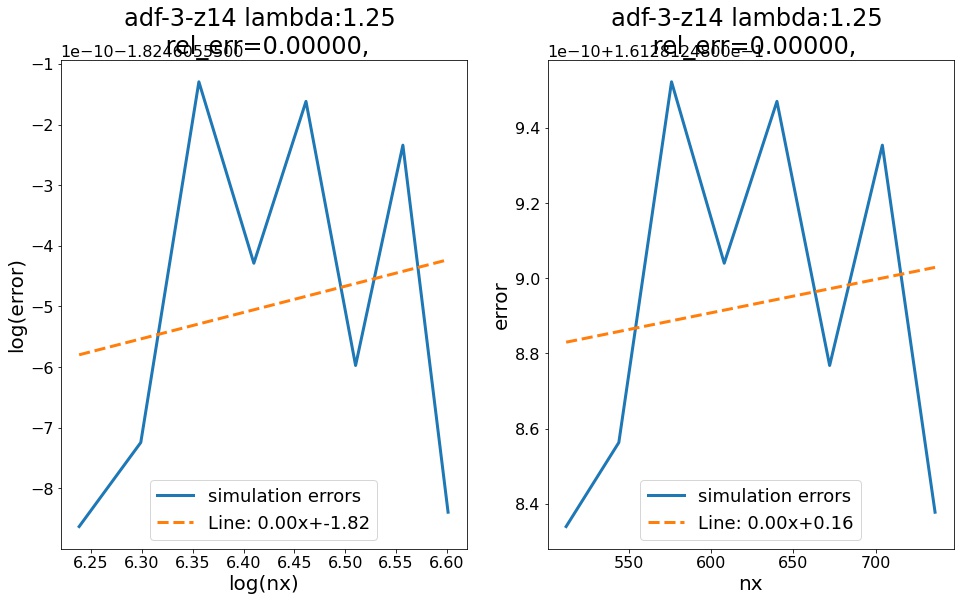 adf-3-z14 lambda:1.25
rel_err=0.00000,
1e−10−1.8246055500
−1
−2
−3
−4
−5
−6
−7
−8
log(error)
6.25 6.30 6.35 6.40 6.45 6.50 6.55 6.60
log(nx)
simulation errors
Line: 0.00x+-1.82
adf-3-z14 lambda:1.25
rel_err=0.00000,
1e−10+1.6128124800e−1
9.4
9.2
9.0
8.8
8.6
8.4
error
550 600 650 700
nx
simulation errors
Line: 0.00x+0.16